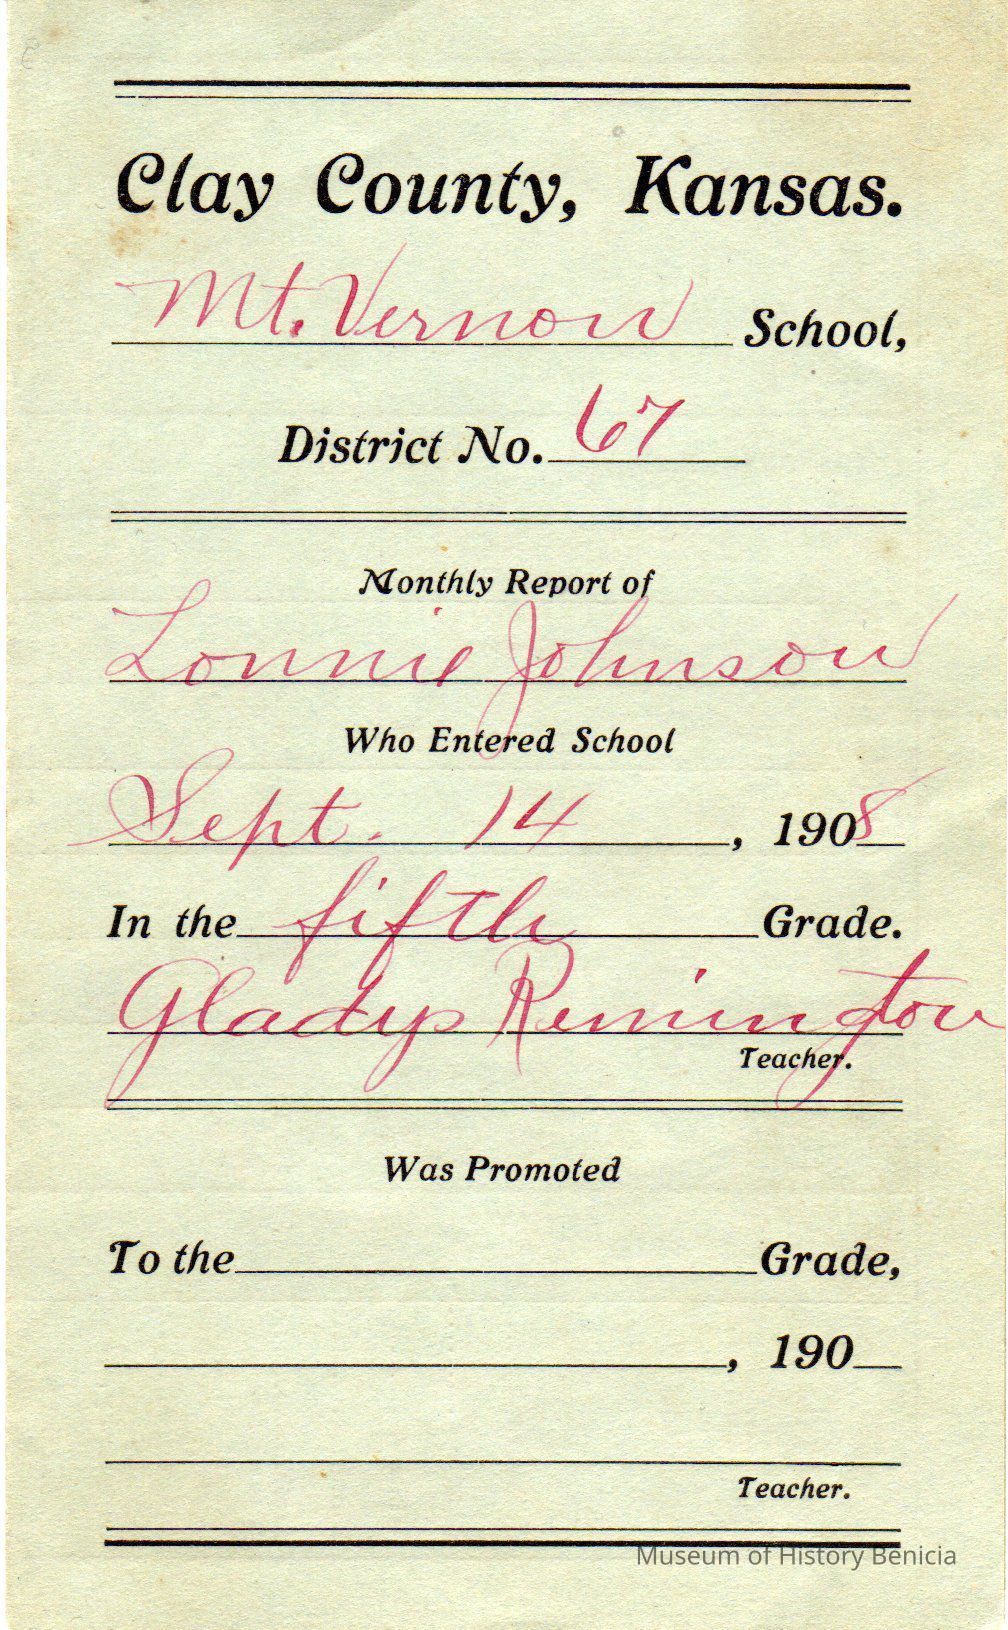 Clay County, Kansas.
Mt. Vernon School,
District No. 67
Monthly Report of
Lonnie Johnson
Who Entered School
Sept. 14, 1908
In the fifth Grade.
Gladys Remington
Teacher.
Was Promoted
To the Grade,
, 190
Teacher.
Museum of History Benicia